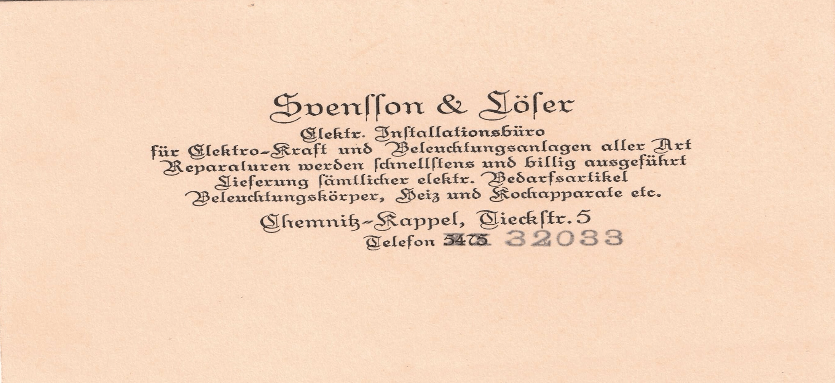 Svensson & Löser
Elektr. Installationsbüro
für Elektro-Kraft und Beleuchtungsanlagen aller Art
Reparaturen werden schnellstens und billig ausgeführt
Lieferung sämtlicher elektr. Bedarfsartikel
Beleuchtungskörper, Heiz und Kochapparate etc.
Chemnitz-Kappel, Tieckstr. 5
Telefon 5475 32033